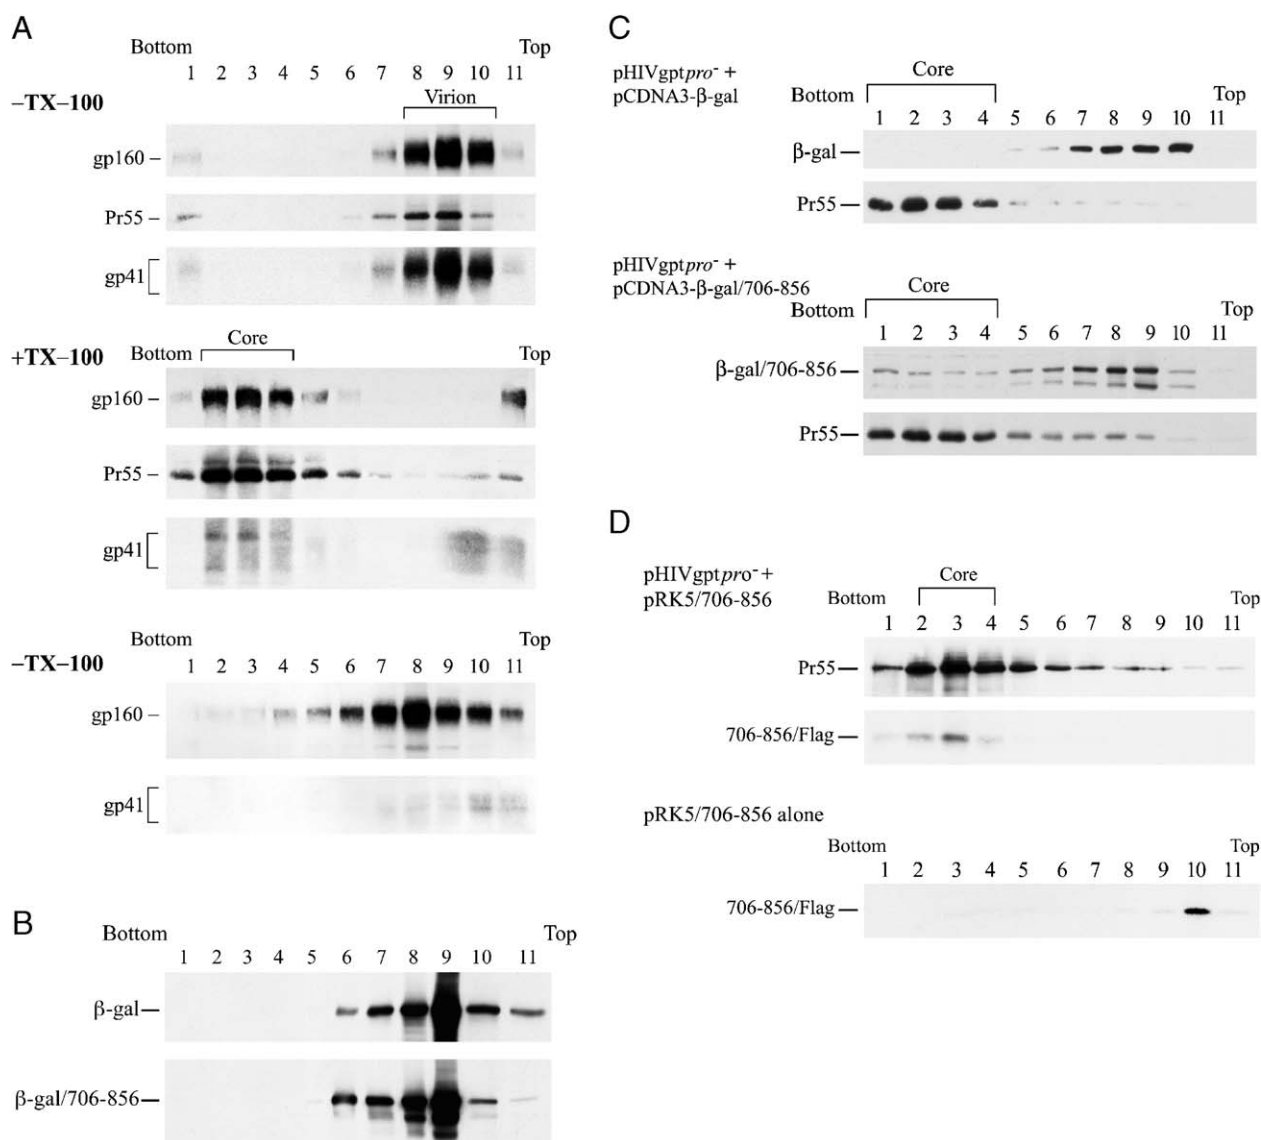 A
Bottom Top
1 2 3 4 5 6 7 8 9 10 11
–TX–100
Virion
gp160
Pr55
gp41
+TX–100
Bottom Core Top
gp160
Pr55
gp41
–TX–100
Bottom Top
1 2 3 4 5 6 7 8 9 10 11
gp160
gp41
B
Bottom Top
1 2 3 4 5 6 7 8 9 10 11
β-gal
β-gal/706-856
C
pHIVgptpro⁻ +
pCDNA3-β-gal
Core
Bottom Top
1 2 3 4 5 6 7 8 9 10 11
β-gal
Pr55
pHIVgptpro⁻ +
pCDNA3-β-gal/706-856
Core
Bottom Top
1 2 3 4 5 6 7 8 9 10 11
β-gal/706-856
Pr55
D
pHIVgptpro⁻ +
pRK5/706-856
Core
Bottom Top
1 2 3 4 5 6 7 8 9 10 11
Pr55
706-856/Flag
pRK5/706-856 alone
Bottom Top
1 2 3 4 5 6 7 8 9 10 11
706-856/Flag